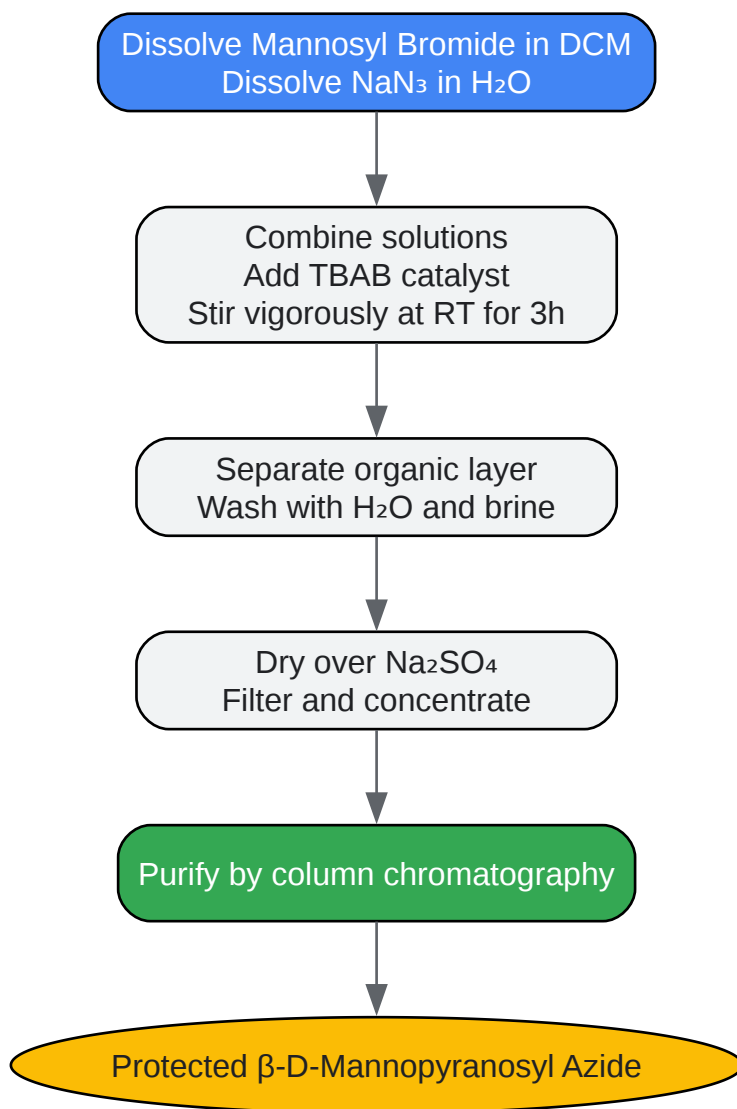 Dissolve Mannosyl Bromide in DCM
Dissolve NaN₃ in H₂O
Combine solutions
Add TBAB catalyst
Stir vigorously at RT for 3h
Separate organic layer
Wash with H₂O and brine
Dry over Na₂SO₄
Filter and concentrate
Purify by column chromatography
Protected β-D-Mannopyranosyl Azide